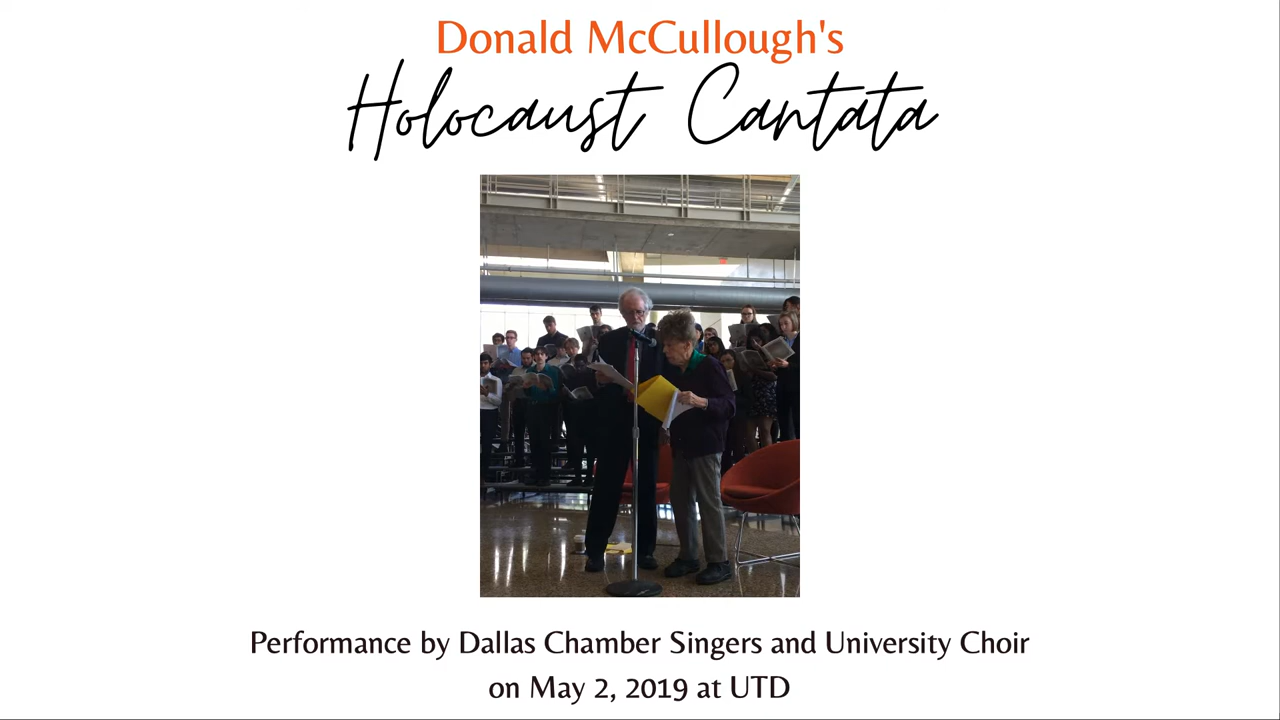 Donald McCullough's
Holocaust Cantata
Performance by Dallas Chamber Singers and University Choir
on May 2, 2019 at UTD